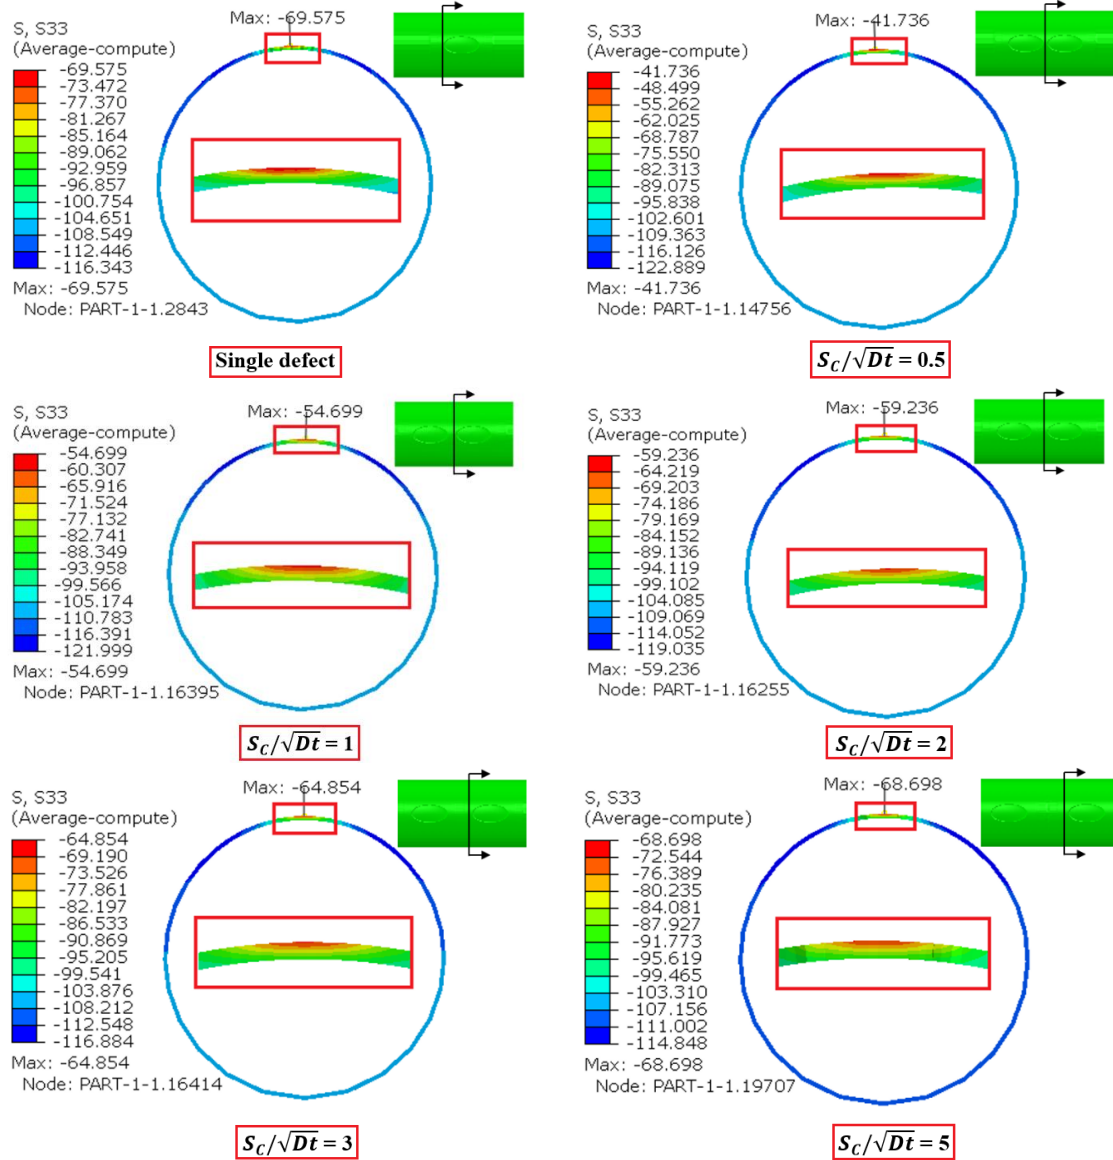 Max: -69.575
S, S33
(Average-compute)
-69.575
-73.472
-77.370
-81.267
-85.164
-89.062
-92.959
-96.857
-100.754
-104.651
-108.549
-112.446
-116.343
Max: -69.575
Node: PART-1-1.2843
Single defect
Max: -41.736
S, S33
(Average-compute)
-41.736
-48.499
-55.262
-62.025
-68.787
-75.550
-82.313
-89.075
-95.838
-102.601
-109.363
-116.126
-122.889
Max: -41.736
Node: PART-1-1.14756
S_C/√Dt = 0.5
Max: -54.699
S, S33
(Average-compute)
-54.699
-60.307
-65.916
-71.524
-77.132
-82.741
-88.349
-93.958
-99.566
-105.174
-110.783
-116.391
-121.999
Max: -54.699
Node: PART-1-1.16395
S_C/√Dt = 1
Max: -59.236
S, S33
(Average-compute)
-59.236
-64.219
-69.203
-74.186
-79.169
-84.152
-89.136
-94.119
-99.102
-104.085
-109.069
-114.052
-119.035
Max: -59.236
Node: PART-1-1.16255
S_C/√Dt = 2
Max: -64.854
S, S33
(Average-compute)
-64.854
-69.190
-73.526
-77.861
-82.197
-86.533
-90.869
-95.205
-99.541
-103.876
-108.212
-112.548
-116.884
Max: -64.854
Node: PART-1-1.16414
S_C/√Dt = 3
Max: -68.698
S, S33
(Average-compute)
-68.698
-72.544
-76.389
-80.235
-84.081
-87.927
-91.773
-95.619
-99.465
-103.310
-107.156
-111.002
-114.848
Max: -68.698
Node: PART-1-1.19707
S_C/√Dt = 5